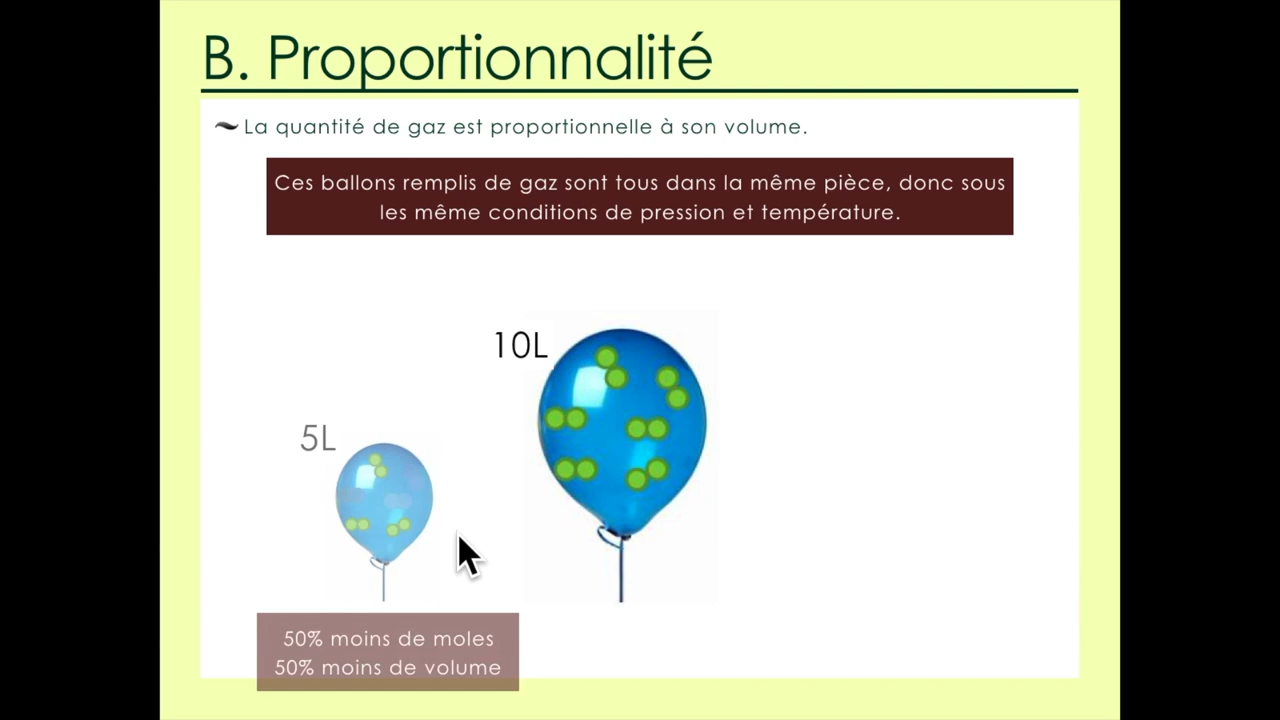 B. Proportionnalité
La quantité de gaz est proportionnelle à son volume.
Ces ballons remplis de gaz sont tous dans la même pièce, donc sous
les même conditions de pression et température.
10L
5L
50% moins de moles
50% moins de volume